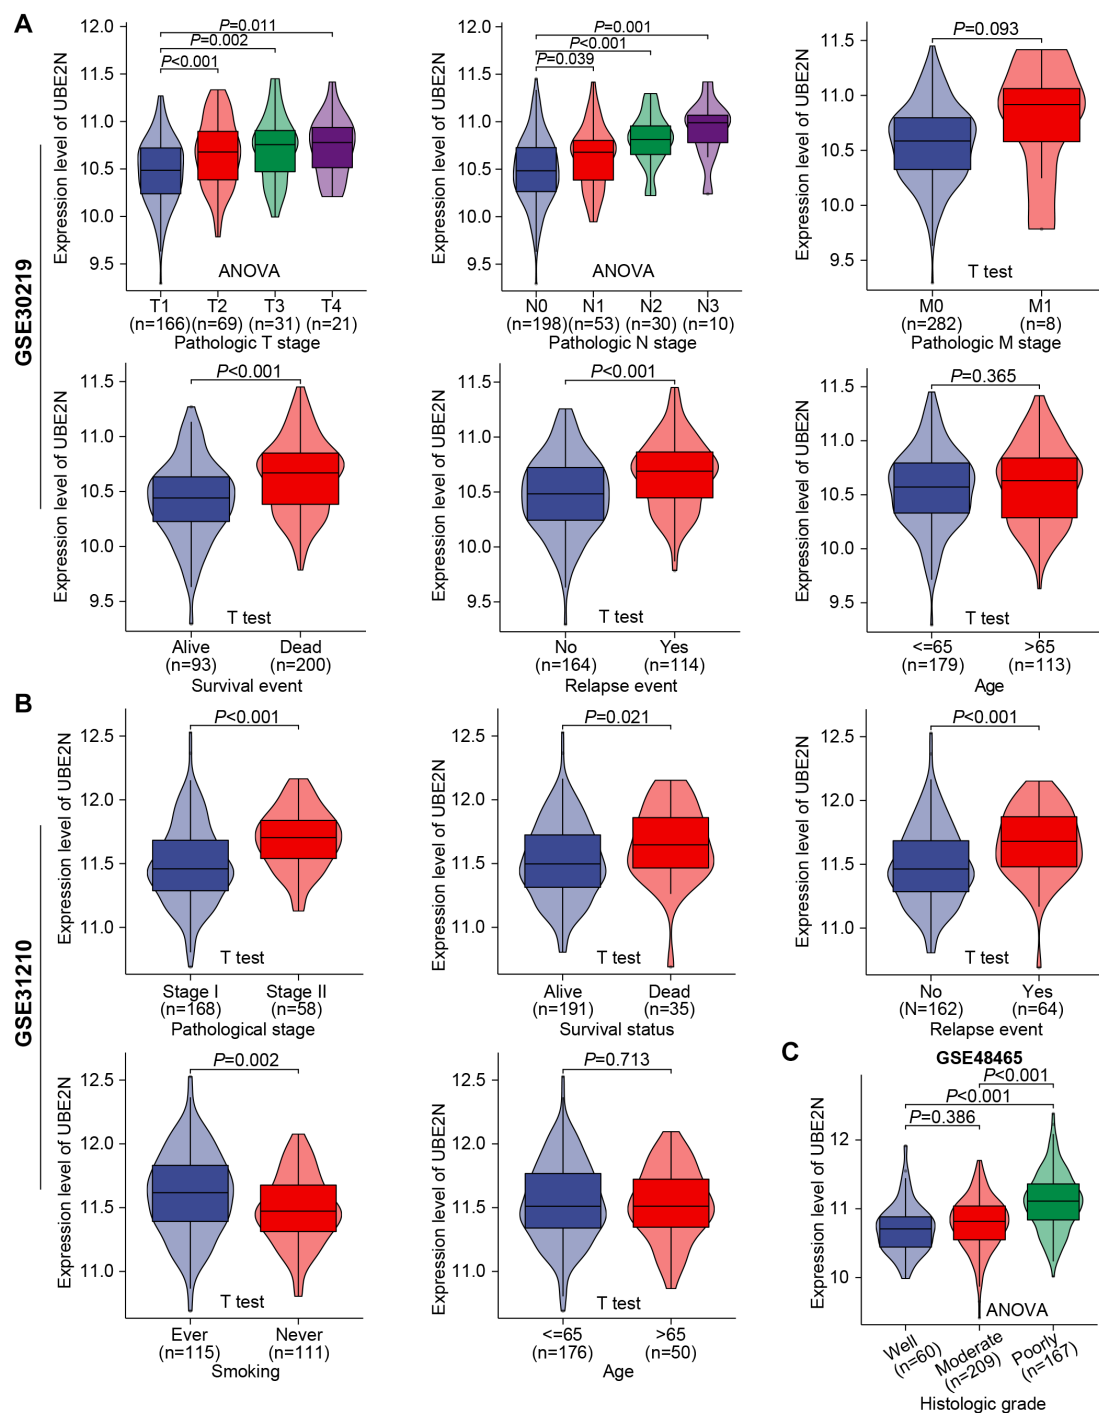 A
GSE30219
Expression level of UBE2N
12.0
11.5
11.0
10.5
10.0
9.5
P=0.011
P=0.002
P<0.001
ANOVA
T1 T2 T3 T4
(n=166)(n=69)(n=31)(n=21)
Pathologic T stage
Expression level of UBE2N
12.0
11.5
11.0
10.5
10.0
9.5
P=0.001
P<0.001
P=0.039
ANOVA
N0 N1 N2 N3
(n=198)(n=53)(n=30)(n=10)
Pathologic N stage
Expression level of UBE2N
11.5
11.0
10.5
10.0
9.5
P=0.093
T test
M0 M1
(n=282) (n=8)
Pathologic M stage
Expression level of UBE2N
11.5
11.0
10.5
10.0
9.5
P<0.001
T test
Alive Dead
(n=93) (n=200)
Survival event
Expression level of UBE2N
11.5
11.0
10.5
10.0
9.5
P<0.001
T test
No Yes
(n=164) (n=114)
Relapse event
Expression level of UBE2N
11.5
11.0
10.5
10.0
9.5
P=0.365
T test
<=65 >65
(n=179) (n=113)
Age
B
GSE31210
Expression level of UBE2N
12.5
12.0
11.5
11.0
P<0.001
T test
Stage I Stage II
(n=168) (n=58)
Pathological stage
Expression level of UBE2N
12.5
12.0
11.5
11.0
P=0.021
T test
Alive Dead
(n=191) (n=35)
Survival status
Expression level of UBE2N
12.5
12.0
11.5
11.0
P<0.001
T test
No Yes
(N=162) (n=64)
Relapse event
Expression level of UBE2N
12.5
12.0
11.5
11.0
P=0.002
T test
Ever Never
(n=115) (n=111)
Smoking
Expression level of UBE2N
12.5
12.0
11.5
11.0
P=0.713
T test
<=65 >65
(n=176) (n=50)
Age
C
GSE48465
Expression level of UBE2N
12
11
10
P<0.001
P<0.001
P=0.386
ANOVA
Well Moderate Poorly
(n=60) (n=209) (n=167)
Histologic grade